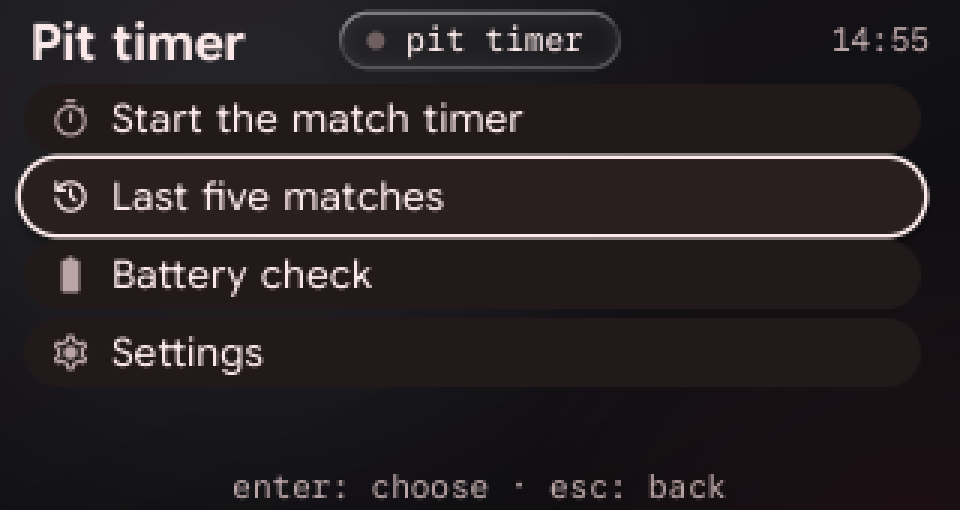 Pit timer
pit timer
14:55
Start the match timer
Last five matches
Battery check
Settings
enter: choose · esc: back